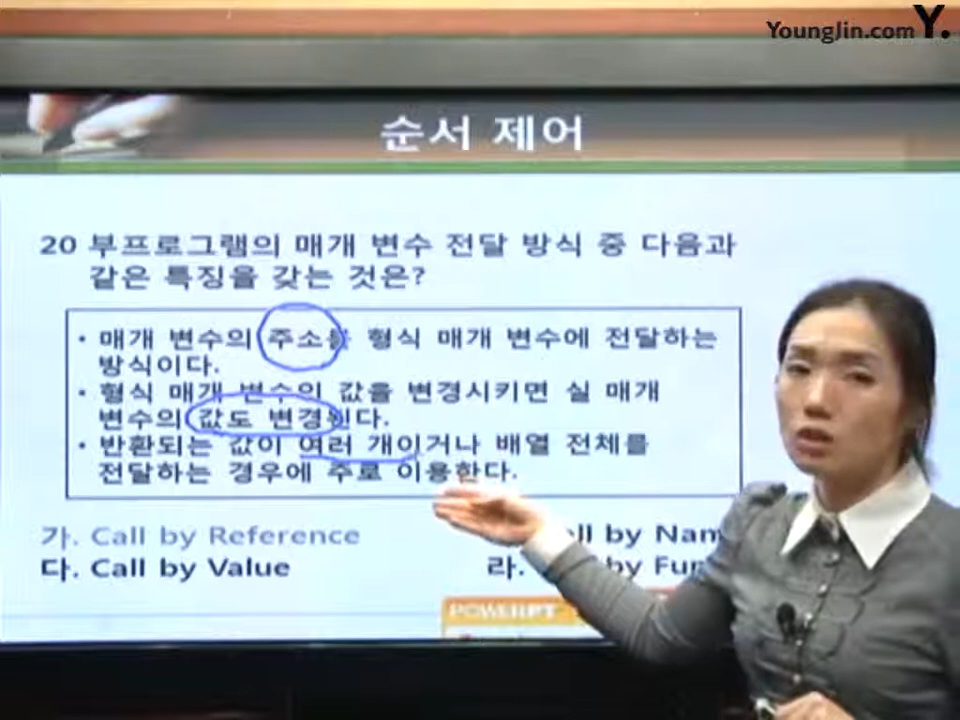 YoungJin.com Y.
순서 제어
20 부프로그램의 매개 변수 전달 방식 중 다음과
같은 특징을 갖는 것은?
• 매개 변수의 주소를 형식 매개 변수에 전달하는
방식이다.
• 형식 매개 변수의 값을 변경시키면 실 매개
변수의 값도 변경된다.
• 반환되는 값이 여러 개이거나 배열 전체를
전달하는 경우에 주로 이용한다.
가. Call by Reference
by
다. Call by Value
라. by